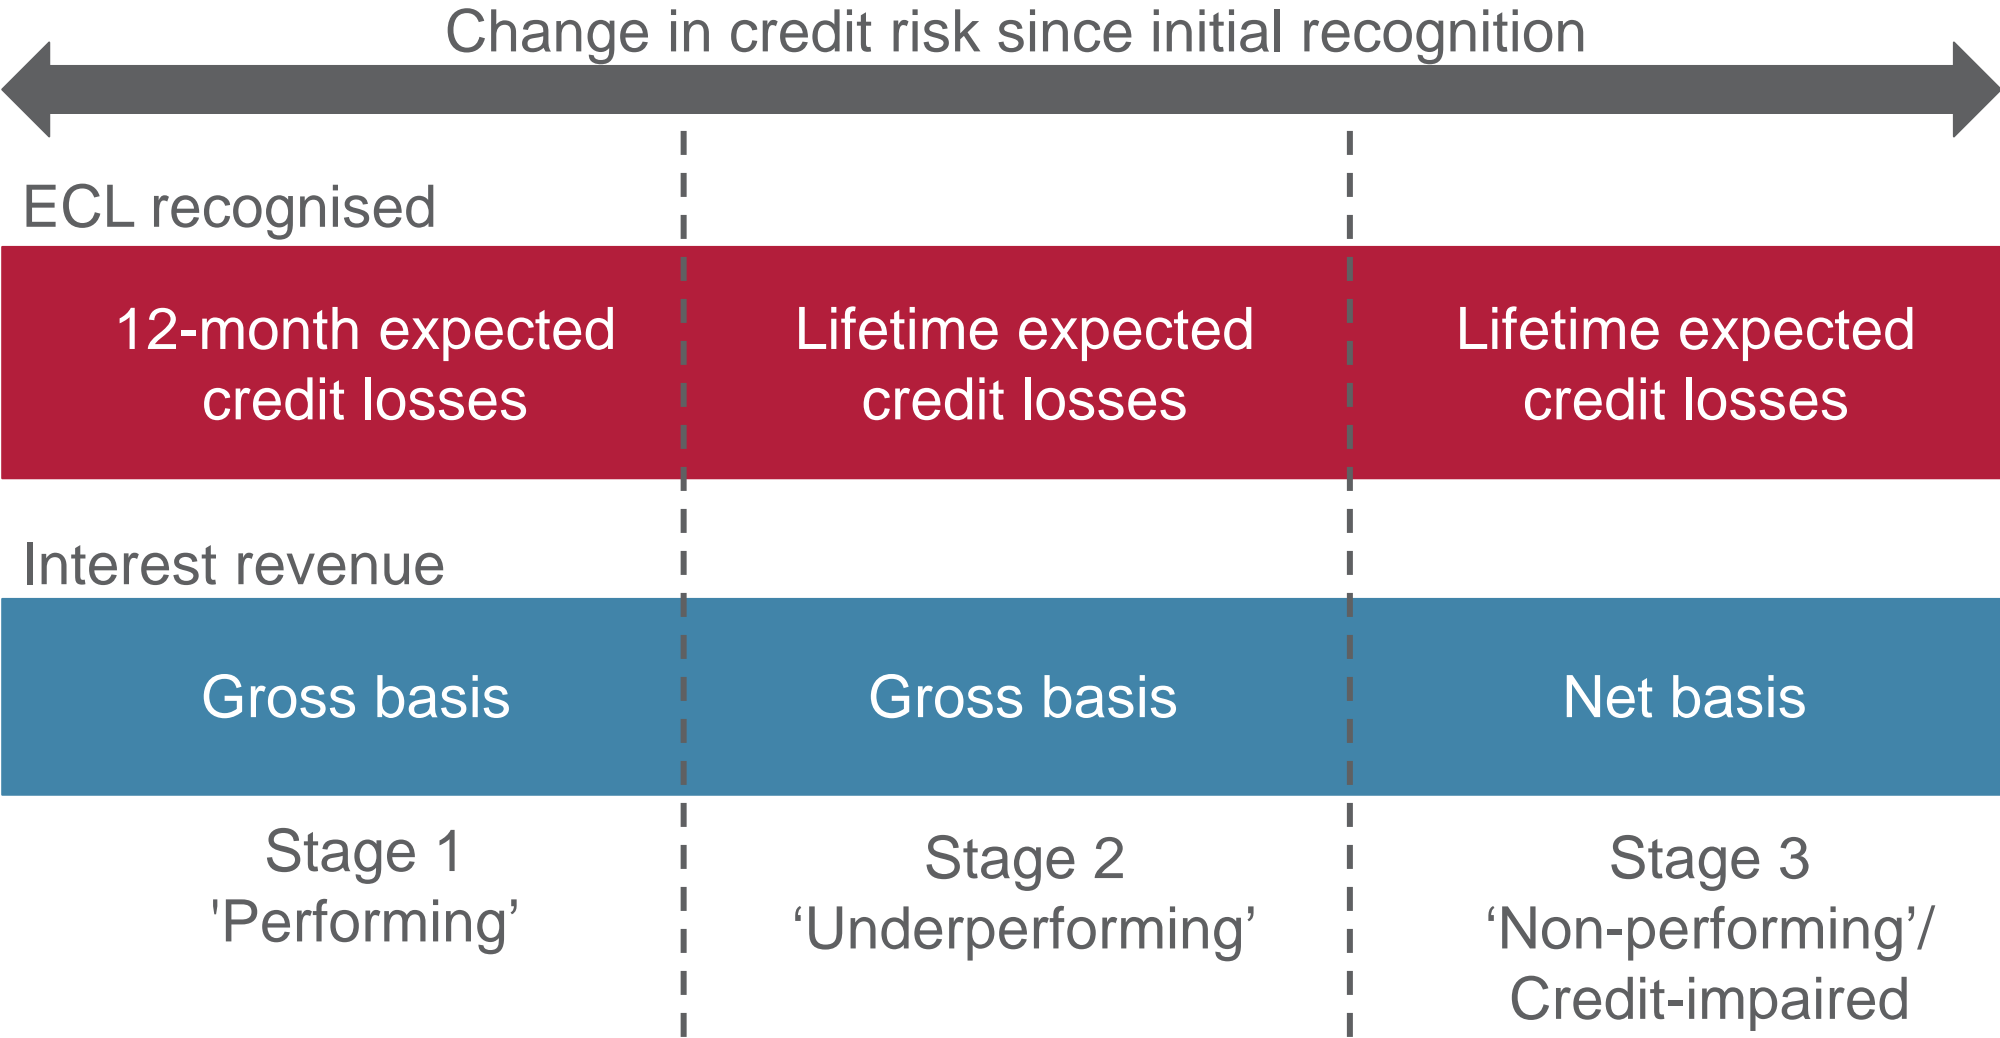 Change in credit risk since initial recognition
ECL recognised
12-month expected
credit losses
Lifetime expected
credit losses
Lifetime expected
credit losses
Interest revenue
Gross basis
Gross basis
Net basis
Stage 1
'Performing’
Stage 2
‘Underperforming’
Stage 3
‘Non-performing’/
Credit-impaired